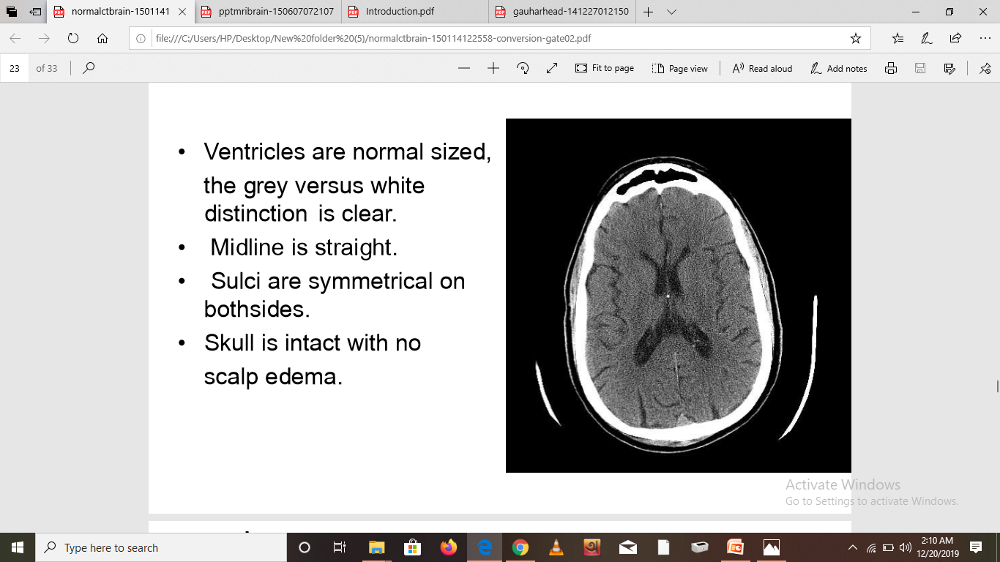 normalctbrain-1501141
pptmribrain-150607072107
Introduction.pdf
gauharhead-141227012150
file:///C:/Users/HP/Desktop/New%20folder%20(5)/normalctbrain-150114122558-conversion-gate02.pdf
23 of 33
Fit to page
Page view
Read aloud
Add notes
• Ventricles are normal sized,
the grey versus white
distinction is clear.
• Midline is straight.
• Sulci are symmetrical on
bothsides.
• Skull is intact with no
scalp edema.
Activate Windows
Go to Settings to activate Windows.
Type here to search
2:10 AM
12/20/2019